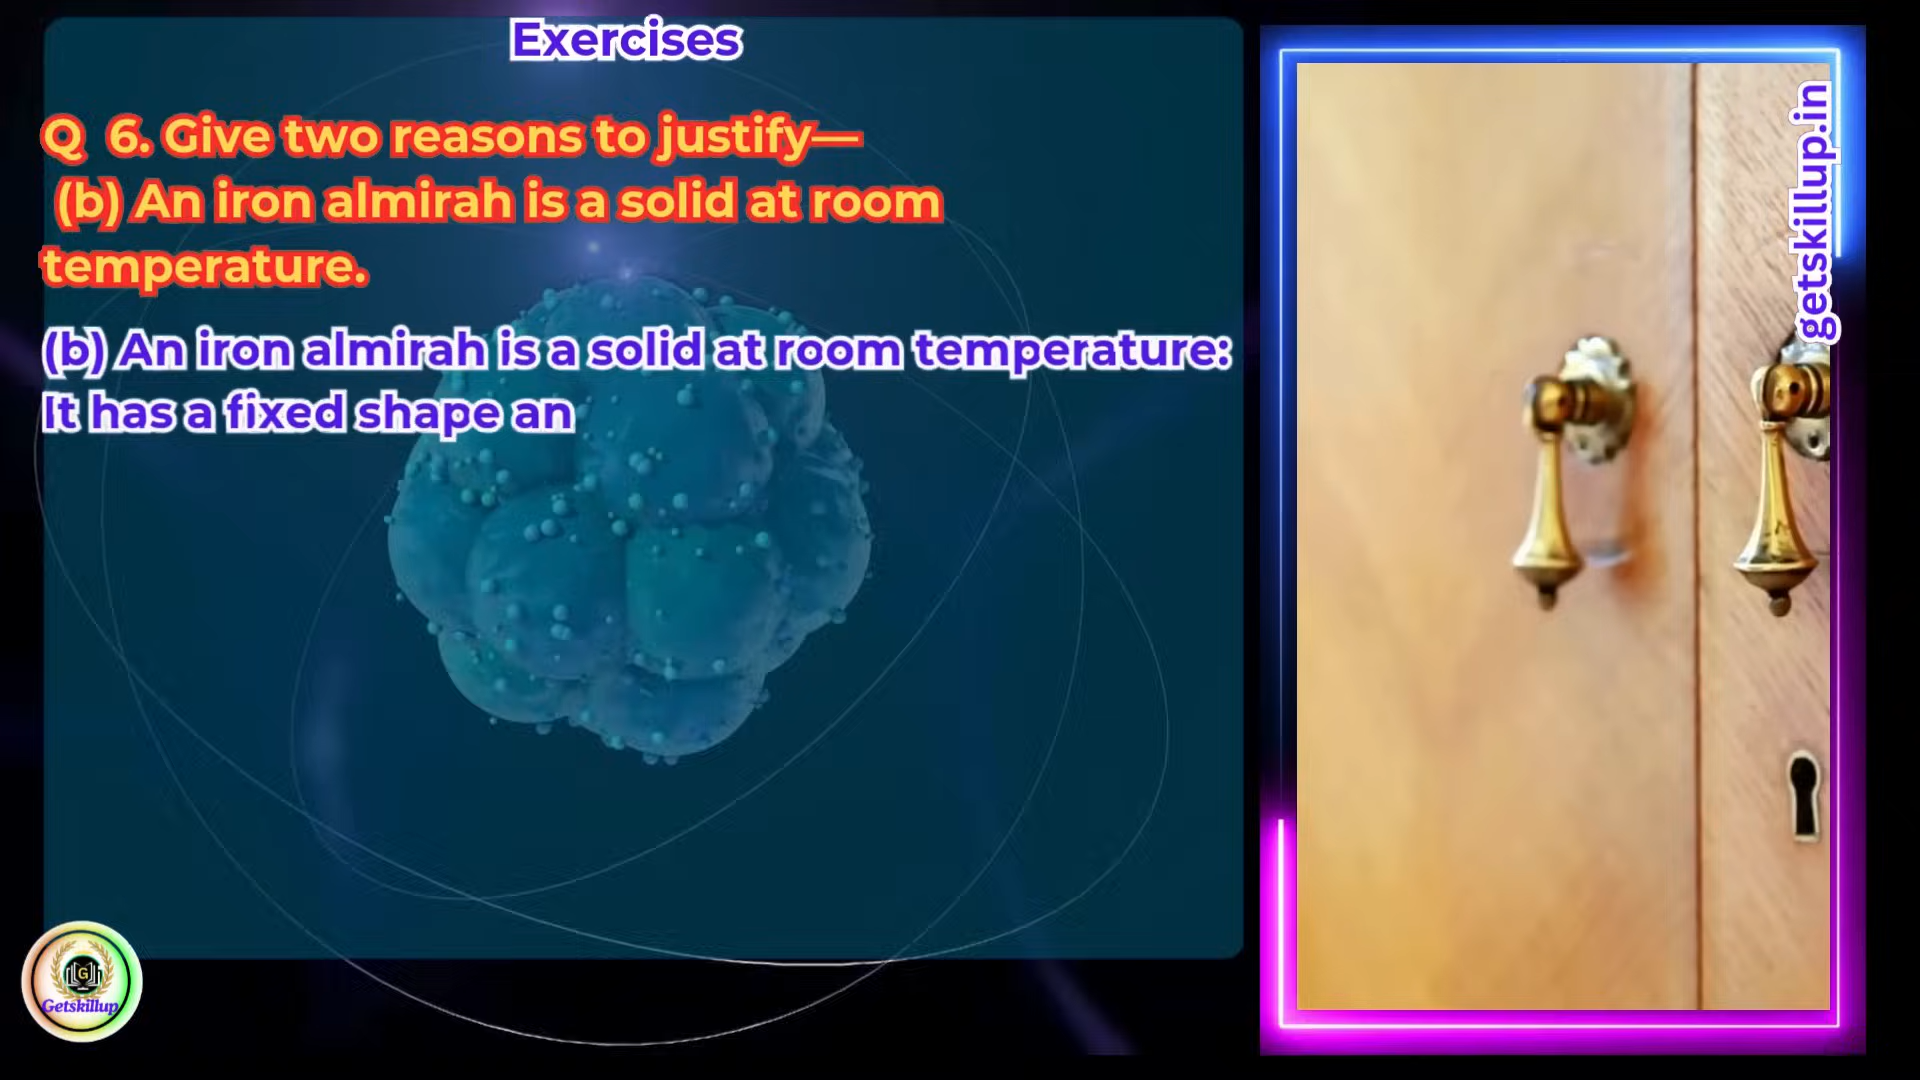 Exercises
Q 6. Give two reasons to justify—
(b) An iron almirah is a solid at room
temperature.
(b) An iron almirah is a solid at room temperature:
It has a fixed shape an
getskillup.in
G
Getskillup